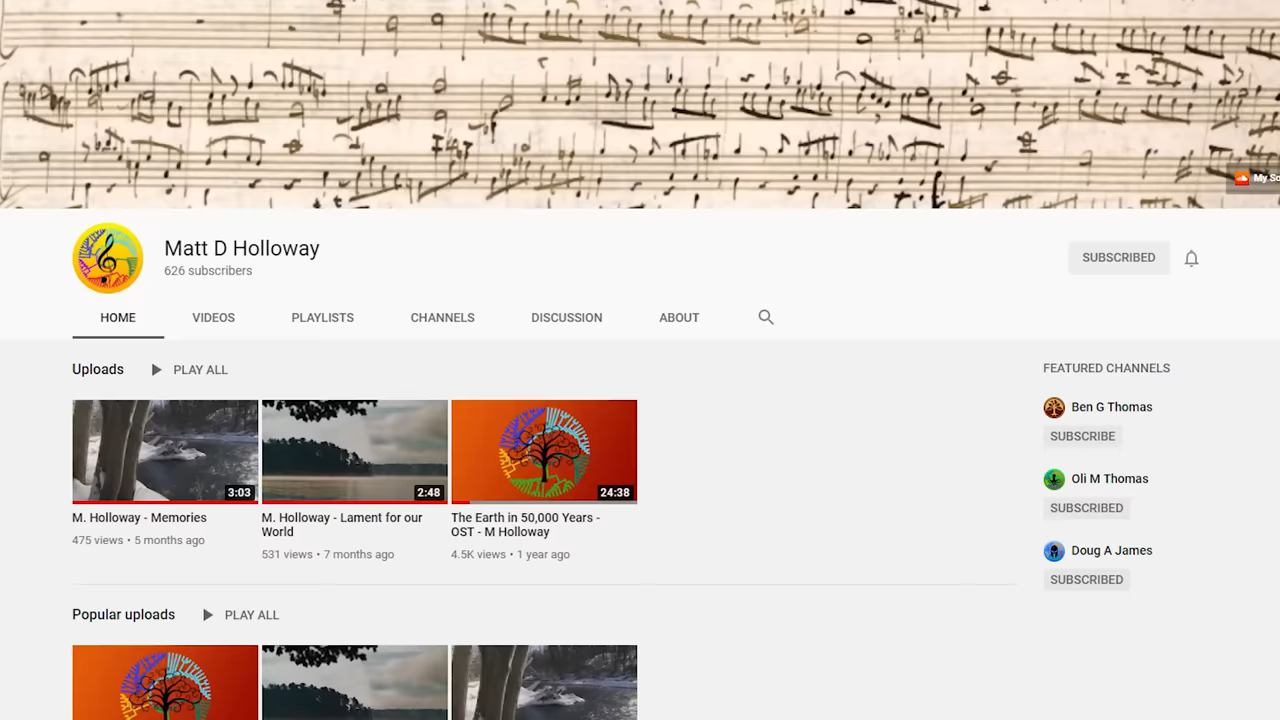 My So
Matt D Holloway
626 subscribers
SUBSCRIBED
HOME VIDEOS PLAYLISTS CHANNELS DISCUSSION ABOUT
Uploads PLAY ALL
3:03
M. Holloway - Memories
475 views • 5 months ago
2:48
M. Holloway - Lament for our
World
531 views • 7 months ago
24:38
The Earth in 50,000 Years -
OST - M Holloway
4.5K views • 1 year ago
Popular uploads PLAY ALL
FEATURED CHANNELS
Ben G Thomas
SUBSCRIBE
Oli M Thomas
SUBSCRIBED
Doug A James
SUBSCRIBED